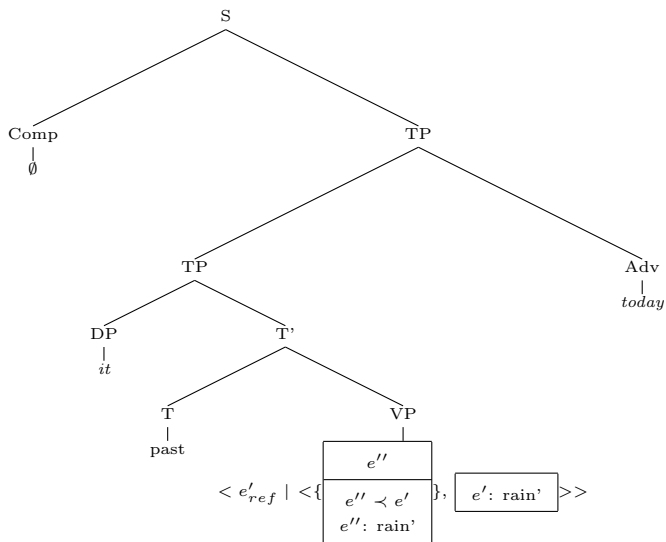 S
Comp TP
∅
TP Adv
today
DP T'
it
T VP
past
e′′
< e′ref | <{ e′′ ≺ e′ }, e′: rain' >>
e′′: rain'